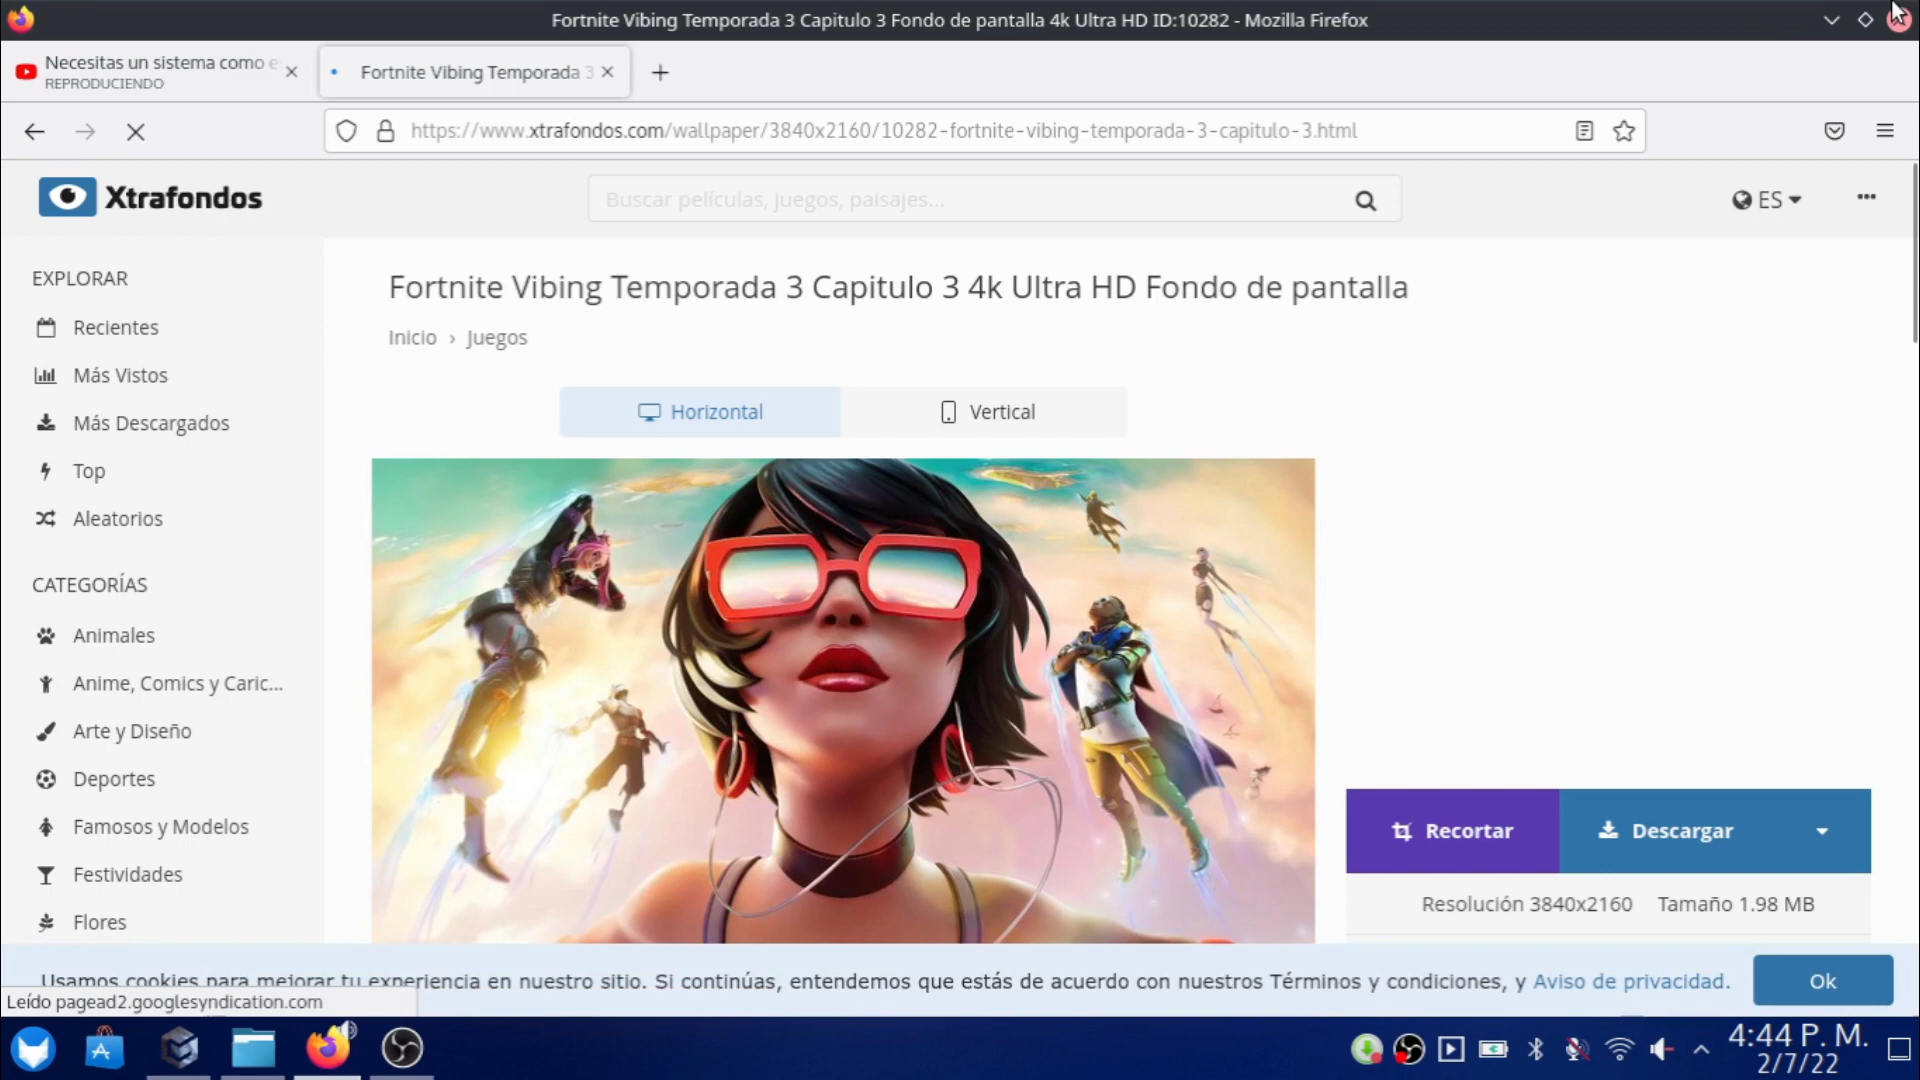 Fortnite Vibing Temporada 3 Capitulo 3 Fondo de pantalla 4k Ultra HD ID:10282 - Mozilla Firefox
Necesitas un sistema como e
REPRODUCIENDO
Fortnite Vibing Temporada 3
https://www.xtrafondos.com/wallpaper/3840x2160/10282-fortnite-vibing-temporada-3-capitulo-3.html
Xtrafondos
Buscar películas, juegos, paisajes...
ES
EXPLORAR
Recientes
Más Vistos
Más Descargados
Top
Aleatorios
CATEGORÍAS
Animales
Anime, Comics y Caric...
Arte y Diseño
Deportes
Famosos y Modelos
Festividades
Flores
Fortnite Vibing Temporada 3 Capitulo 3 4k Ultra HD Fondo de pantalla
Inicio › Juegos
Horizontal
Vertical
Recortar
Descargar
Resolución 3840x2160 Tamaño 1.98 MB
Usamos cookies para mejorar tu experiencia en nuestro sitio. Si continúas, entendemos que estás de acuerdo con nuestros Términos y condiciones, y Aviso de privacidad.
Ok
Leído pagead2.googlesyndication.com
4:44 P. M.
2/7/22